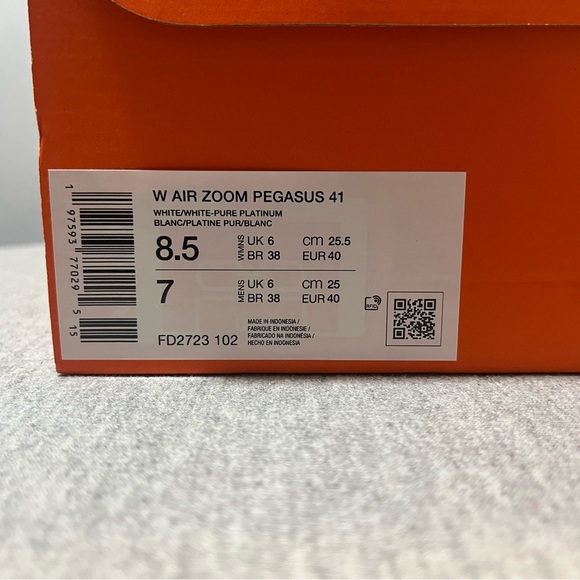 W AIR ZOOM PEGASUS 41
WHITE/WHITE-PURE PLATINUM
BLANC/PLATINE PUR/BLANC
8.5 WMNS UK 6 CM 25.5
BR 38 EUR 40
7 MENS UK 6 CM 25
BR 38 EUR 40
FD2723 102
MADE IN INDONESIA /
FABRIQUE EN INDONESIE /
FABRICADO NA INDONÉSIA /
HECHO EN INDONESIA
RFID
1 97593 77029 5 15